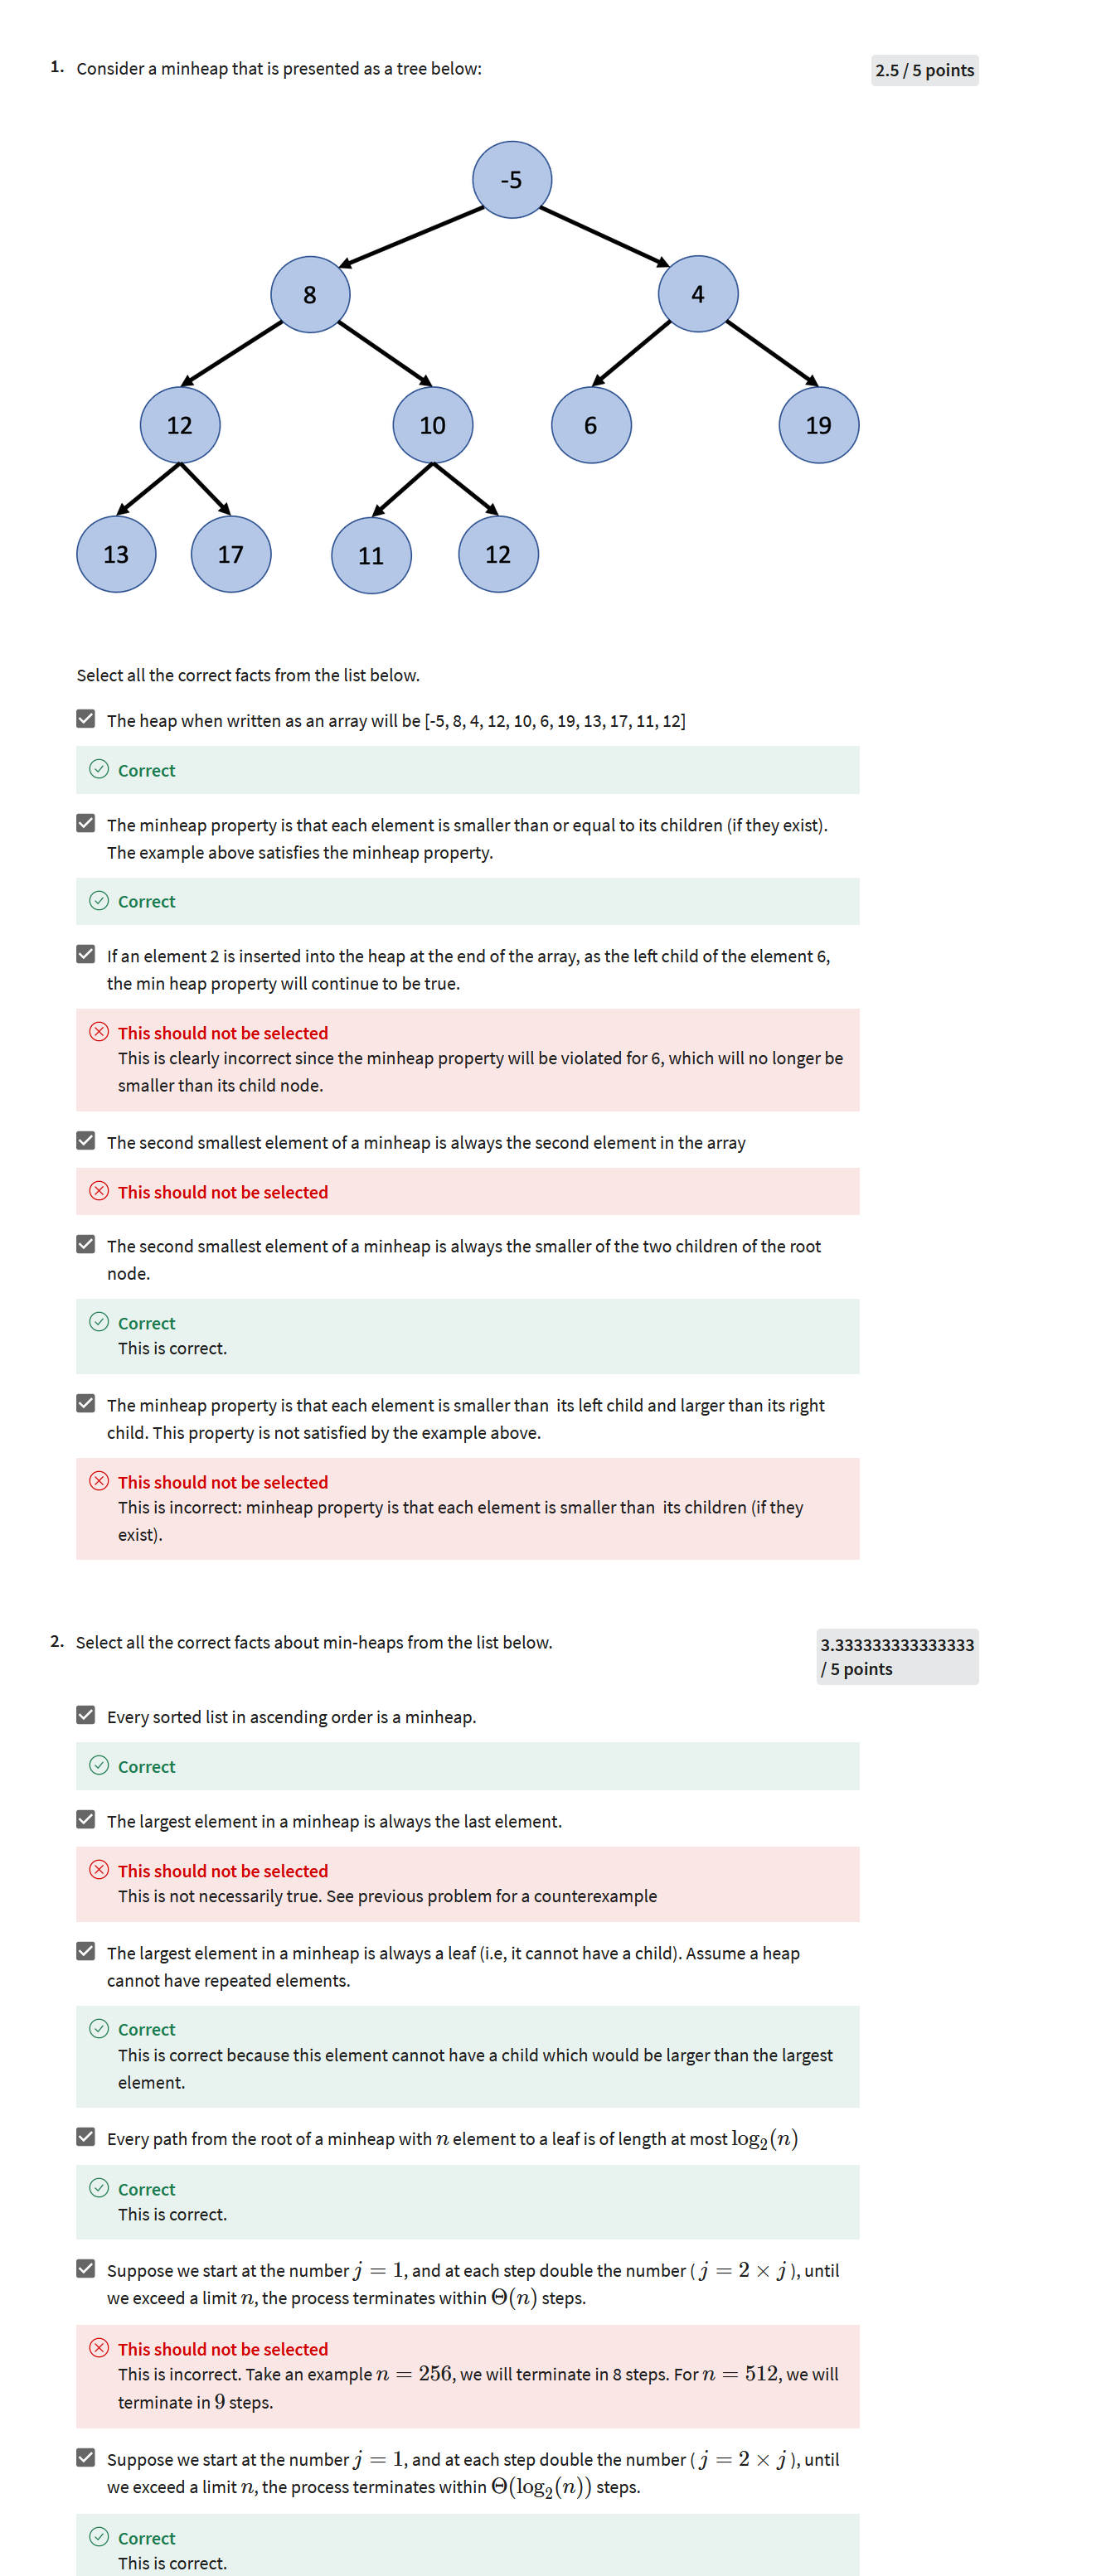 1. Consider a minheap that is presented as a tree below:
2.5 / 5 points
-5
8
4
12
10
6
19
13
17
11
12
Select all the correct facts from the list below.
The heap when written as an array will be [-5, 8, 4, 12, 10, 6, 19, 13, 17, 11, 12]
Correct
The minheap property is that each element is smaller than or equal to its children (if they exist).
The example above satisfies the minheap property.
Correct
If an element 2 is inserted into the heap at the end of the array, as the left child of the element 6,
the min heap property will continue to be true.
This should not be selected
This is clearly incorrect since the minheap property will be violated for 6, which will no longer be
smaller than its child node.
The second smallest element of a minheap is always the second element in the array
This should not be selected
The second smallest element of a minheap is always the smaller of the two children of the root
node.
Correct
This is correct.
The minheap property is that each element is smaller than its left child and larger than its right
child. This property is not satisfied by the example above.
This should not be selected
This is incorrect: minheap property is that each element is smaller than its children (if they
exist).
2. Select all the correct facts about min-heaps from the list below.
3.333333333333333
/ 5 points
Every sorted list in ascending order is a minheap.
Correct
The largest element in a minheap is always the last element.
This should not be selected
This is not necessarily true. See previous problem for a counterexample
The largest element in a minheap is always a leaf (i.e, it cannot have a child). Assume a heap
cannot have repeated elements.
Correct
This is correct because this element cannot have a child which would be larger than the largest
element.
Every path from the root of a minheap with n element to a leaf is of length at most log₂(n)
Correct
This is correct.
Suppose we start at the number j = 1, and at each step double the number ( j = 2 × j ), until
we exceed a limit n, the process terminates within Θ(n) steps.
This should not be selected
This is incorrect. Take an example n = 256, we will terminate in 8 steps. For n = 512, we will
terminate in 9 steps.
Suppose we start at the number j = 1, and at each step double the number ( j = 2 × j ), until
we exceed a limit n, the process terminates within Θ(log₂(n)) steps.
Correct
This is correct.